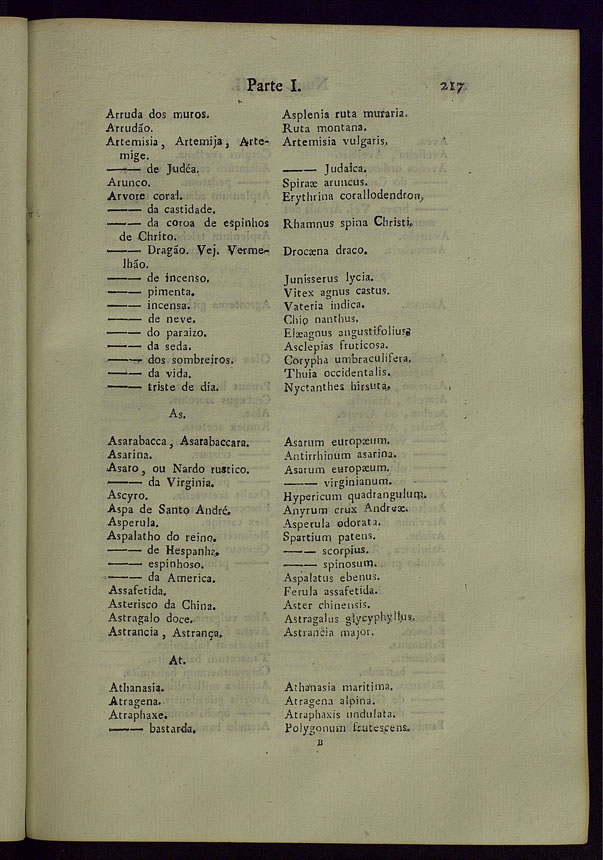 Parte I. 217
Arruda dos muros. Asplenia ruta muraria.
Arrudão. Ruta montana.
Artemisia, Artemija, Arte- Artemisia vulgaris.
mige.
—— de Judéa. —— Judaica.
Arunco. Spiraæ aruncus.
Arvore coral. Erythrina corallodendron,
—— da castidade.
—— da coroa de espinhos Rhamnus spina Christi.
de Chrito.
—— Dragão. Vej. Verme- Drocæna draco.
lhão.
—— de incenso. Junisserus lycia.
—— pimenta. Vitex agnus castus.
—— incensa. Vateria indica.
—— de neve. Chio nanthus.
—— do paraizo. Elæagnus angustifolius
—— da seda. Asclepias fruticosa.
—— dos sombreiros. Corypha umbraculifera.
—— da vida. Thuia occidentalis.
—— triste de dia. Nyctanthes hirsuta.
As.
Asarabacca, Asarabaccara. Asarum europæum.
Asarina. Antirrhinum asarina.
Asaro, ou Nardo rustico. Asarum europæum.
—— da Virginia. —— virginianum.
Ascyro. Hypericum quadrangulum.
Aspa de Santo André. Anyrum crux Andreæ.
Asperula. Asperula odorata.
Aspalatho do reino. Spartium patens.
—— de Hespanha. —— scorpius.
—— espinhoso. —— spinosum.
—— da America. Aspalatus ebenus.
Assafetida. Ferula assafetida.
Asterisco da China. Aster chinensis.
Astragalo doce. Astragalus glycyphyllus.
Astrancia, Astrança. Astrancia major.
At.
Athanasia. Athanasia maritima.
Atragena. Atragena alpina.
Atraphaxe. Atraphaxis undulata.
—— bastarda. Polygonum frutescens.
B